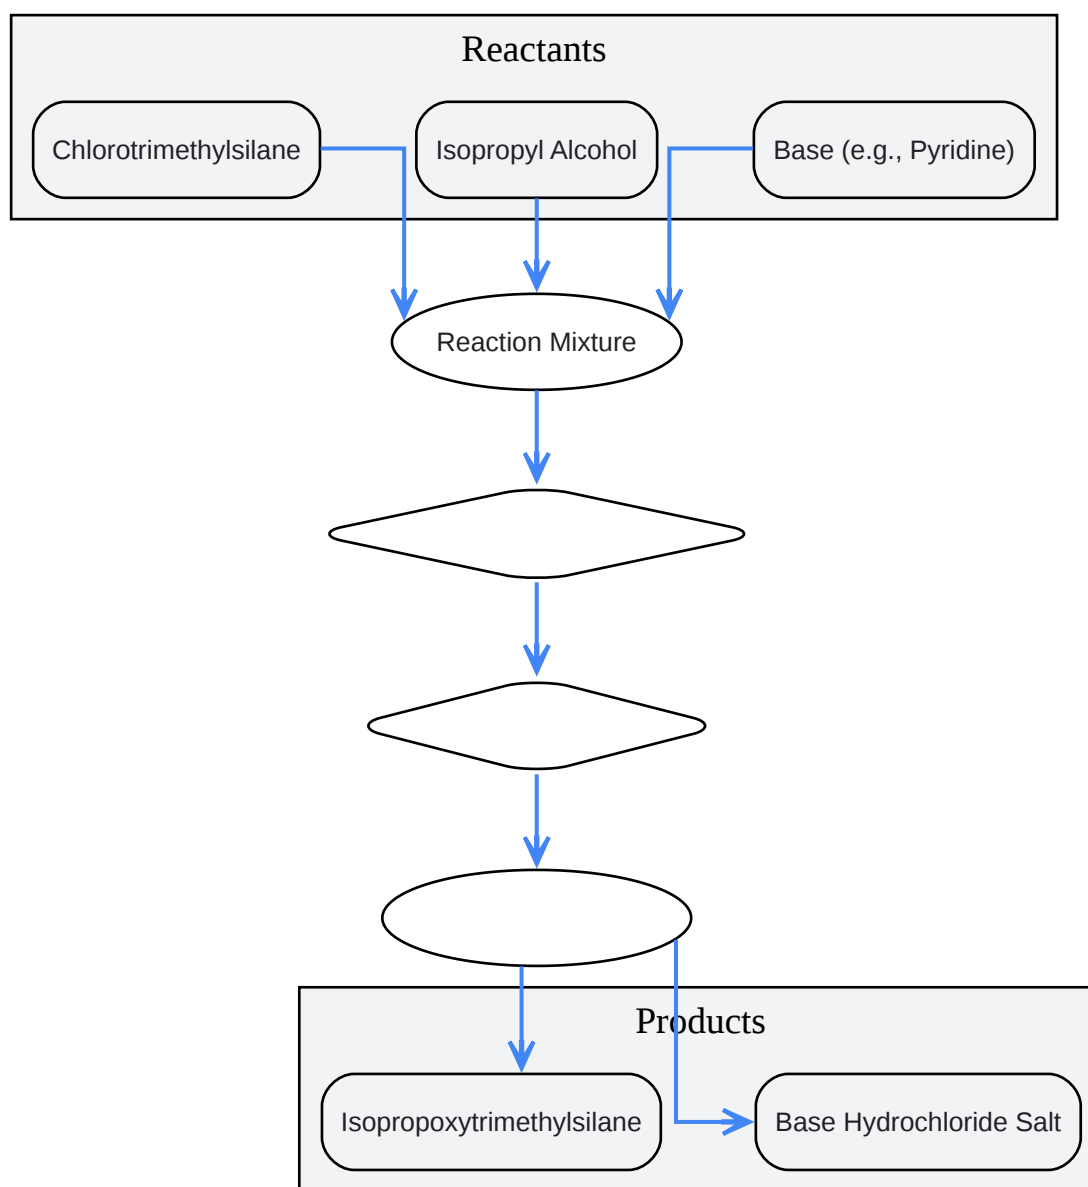 Reactants
Chlorotrimethylsilane
Isopropyl Alcohol
Base (e.g., Pyridine)
Reaction Mixture
Products
Isopropoxytrimethylsilane
Base Hydrochloride Salt